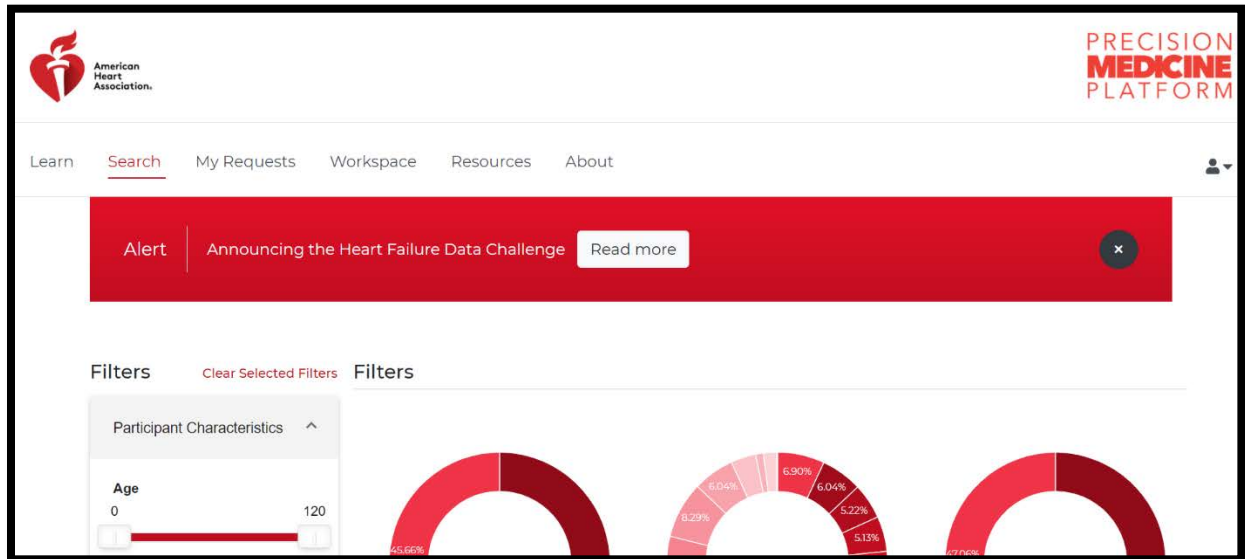 American
Heart
Association.
PRECISION
MEDICINE
PLATFORM
Learn Search My Requests Workspace Resources About
Alert Announcing the Heart Failure Data Challenge Read more ×
Filters Clear Selected Filters Filters
Participant Characteristics
Age
0 120
6.90%
6.04% 6.04%
8.29% 5.22%
5.13%
45.66% 47.06%